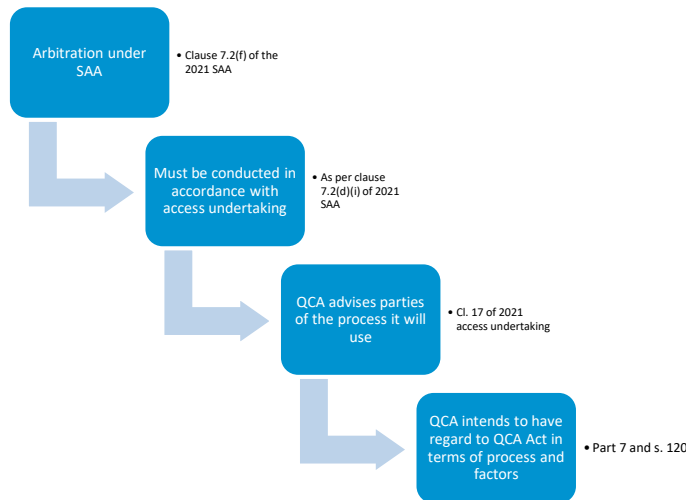 Arbitration under
SAA
• Clause 7.2(f) of the
2021 SAA
Must be conducted in
accordance with
access undertaking
• As per clause
7.2(d)(i) of 2021
SAA
QCA advises parties
of the process it will
use
• Cl. 17 of 2021
access undertaking
QCA intends to have
regard to QCA Act in
terms of process and
factors
• Part 7 and s. 120